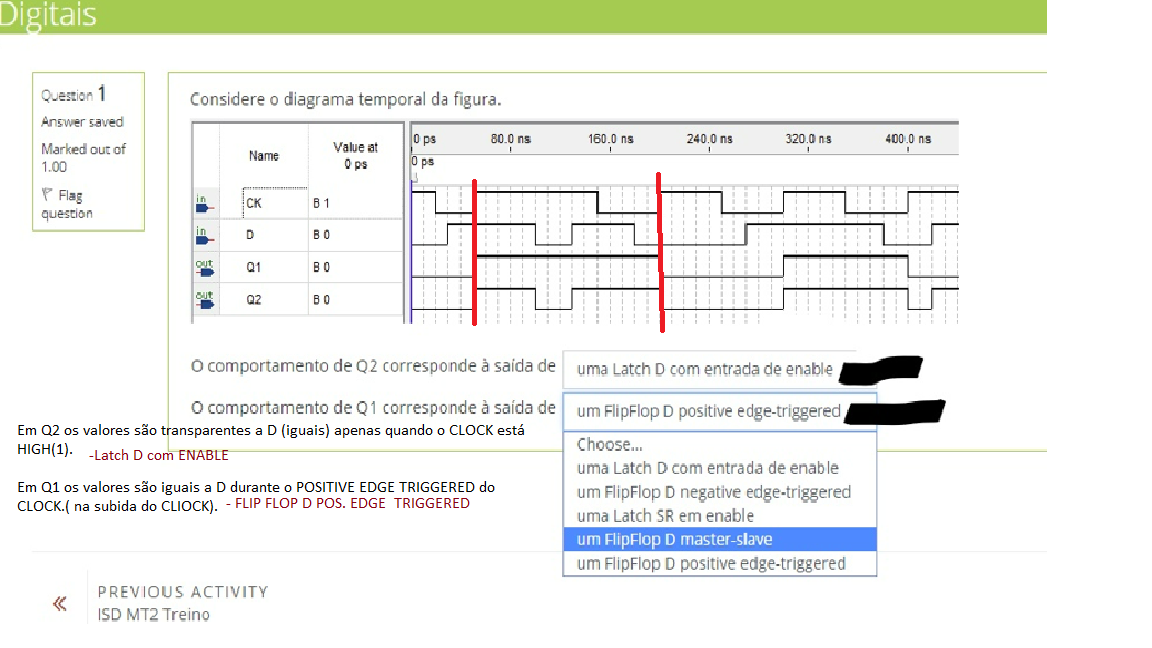 Digitais
Question 1
Answer saved
Marked out of
1.00
Flag
question
Considere o diagrama temporal da figura.
Name
Value at
0 ps
0 ps 80.0 ns 160.0 ns 240.0 ns 320.0 ns 400.0 ns
0 ps
in CK B 1
in D B 0
out Q1 B 0
out Q2 B 0
O comportamento de Q2 corresponde à saída de uma Latch D com entrada de enable
O comportamento de Q1 corresponde à saída de um FlipFlop D positive edge-triggered
Choose...
uma Latch D com entrada de enable
um FlipFlop D negative edge-triggered
uma Latch SR em enable
um FlipFlop D master-slave
um FlipFlop D positive edge-triggered
Em Q2 os valores são transparentes a D (iguais) apenas quando o CLOCK está
HIGH(1). -Latch D com ENABLE
Em Q1 os valores são iguais a D durante o POSITIVE EDGE TRIGGERED do
CLOCK.( na subida do CLIOCK). - FLIP FLOP D POS. EDGE TRIGGERED
PREVIOUS ACTIVITY
ISD MT2 Treino